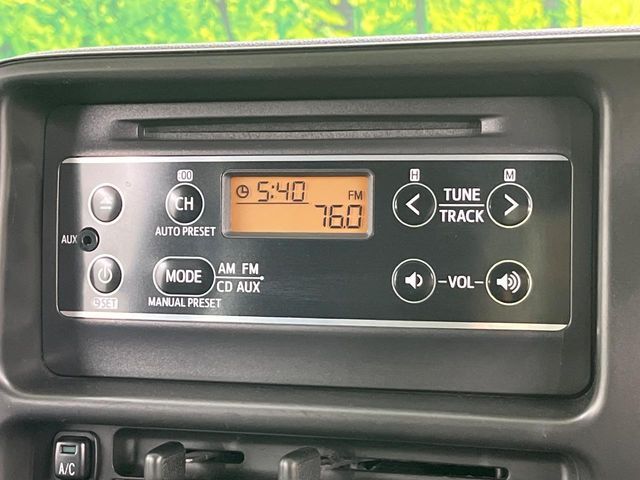 :00
CH
AUTO PRESET
AUX
SET
MODE
MANUAL PRESET
AM FM
CD AUX
5:40
FM
76.0
H
M
< TUNE >
TRACK
VOL
A/C